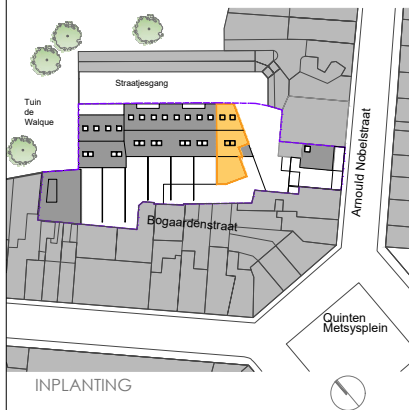 Straatjesgang
Tuin
de
Walque
Arnould Nobelstraat
Bogaardenstraat
Quinten
Metsysplein
INPLANTING